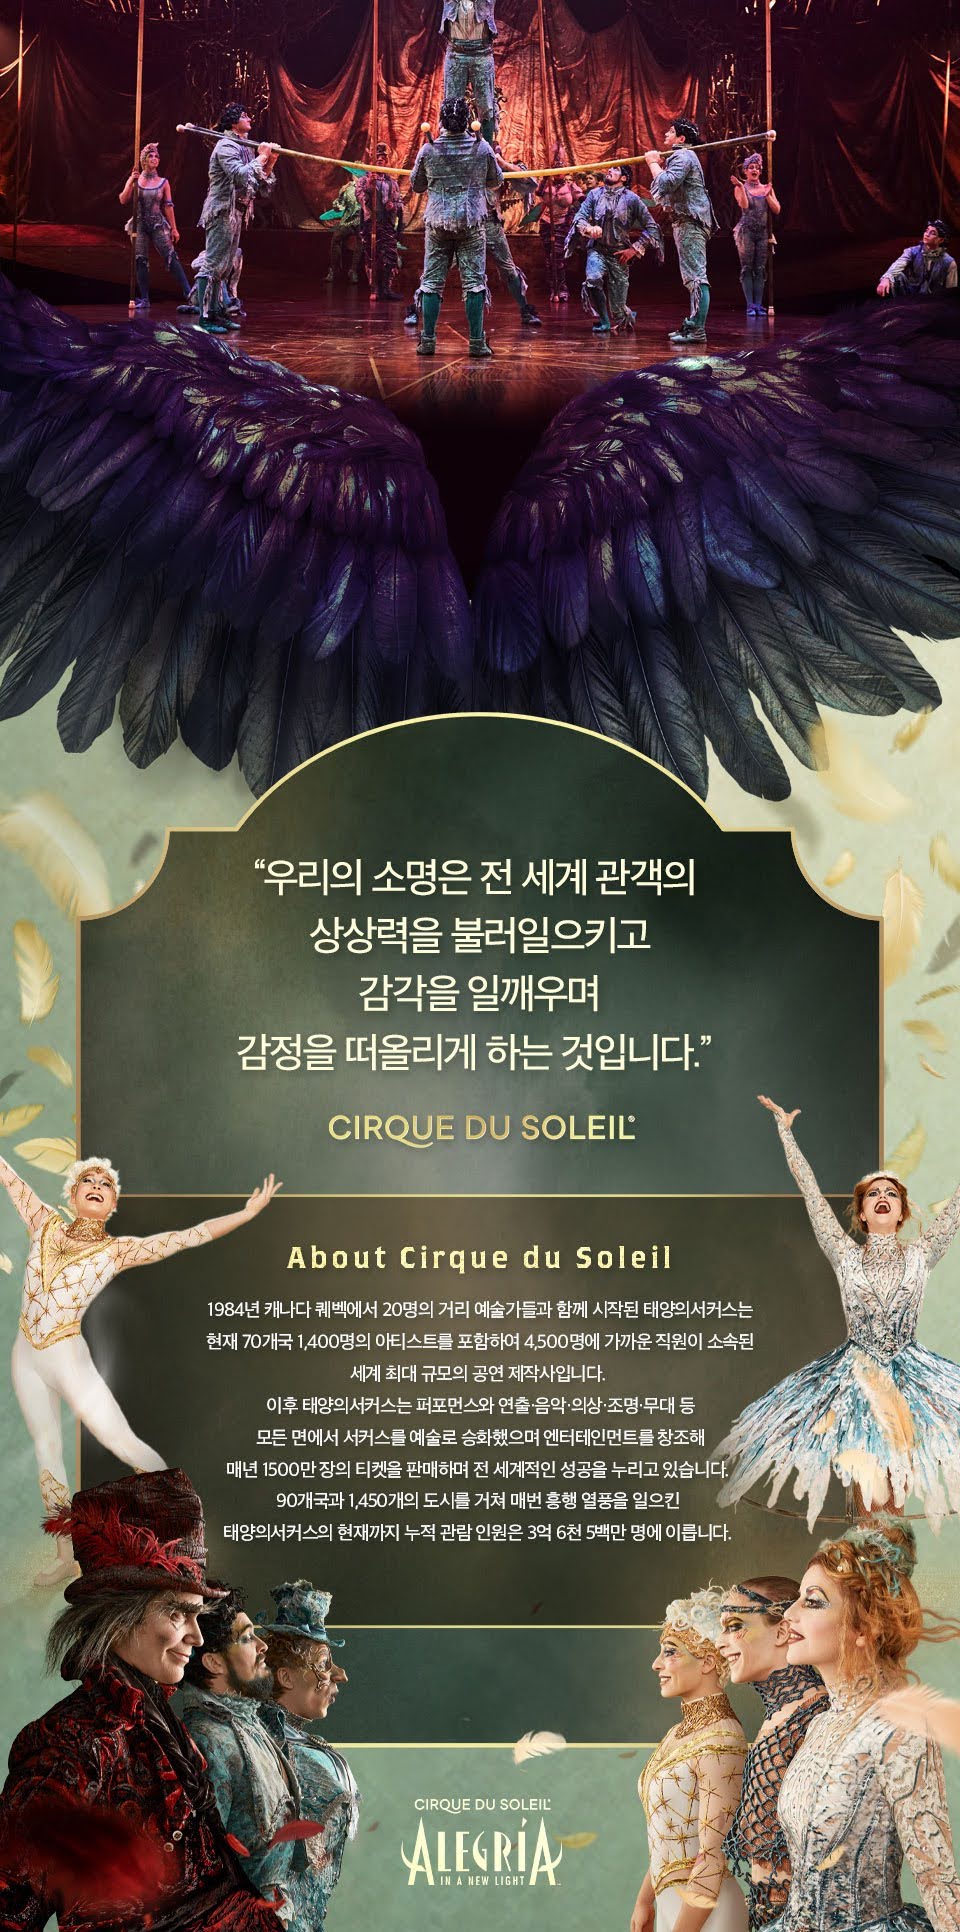 “우리의 소명은 전 세계 관객의
상상력을 불러일으키고
감각을 일깨우며
감정을 떠올리게 하는 것입니다.”
CIRQUE DU SOLEIL®
About Cirque du Soleil
1984년 캐나다 퀘벡에서 20명의 거리 예술가들과 함께 시작된 태양의서커스는
현재 70개국 1,400명의 아티스트를 포함하여 4,500명에 가까운 직원이 소속된
세계 최대 규모의 공연 제작사입니다.
이후 태양의서커스는 퍼포먼스와 연출·음악·의상·조명·무대 등
모든 면에서 서커스를 예술로 승화했으며 엔터테인먼트를 창조해
매년 1500만 장의 티켓을 판매하며 전 세계적인 성공을 누리고 있습니다.
90개국과 1,450개의 도시를 거쳐 매번 흥행 열풍을 일으킨
태양의서커스의 현재까지 누적 관람 인원은 3억 6천 5백만 명에 이릅니다.
CIRQUE DU SOLEIL®
ALEGRÍA
IN A NEW LIGHT™